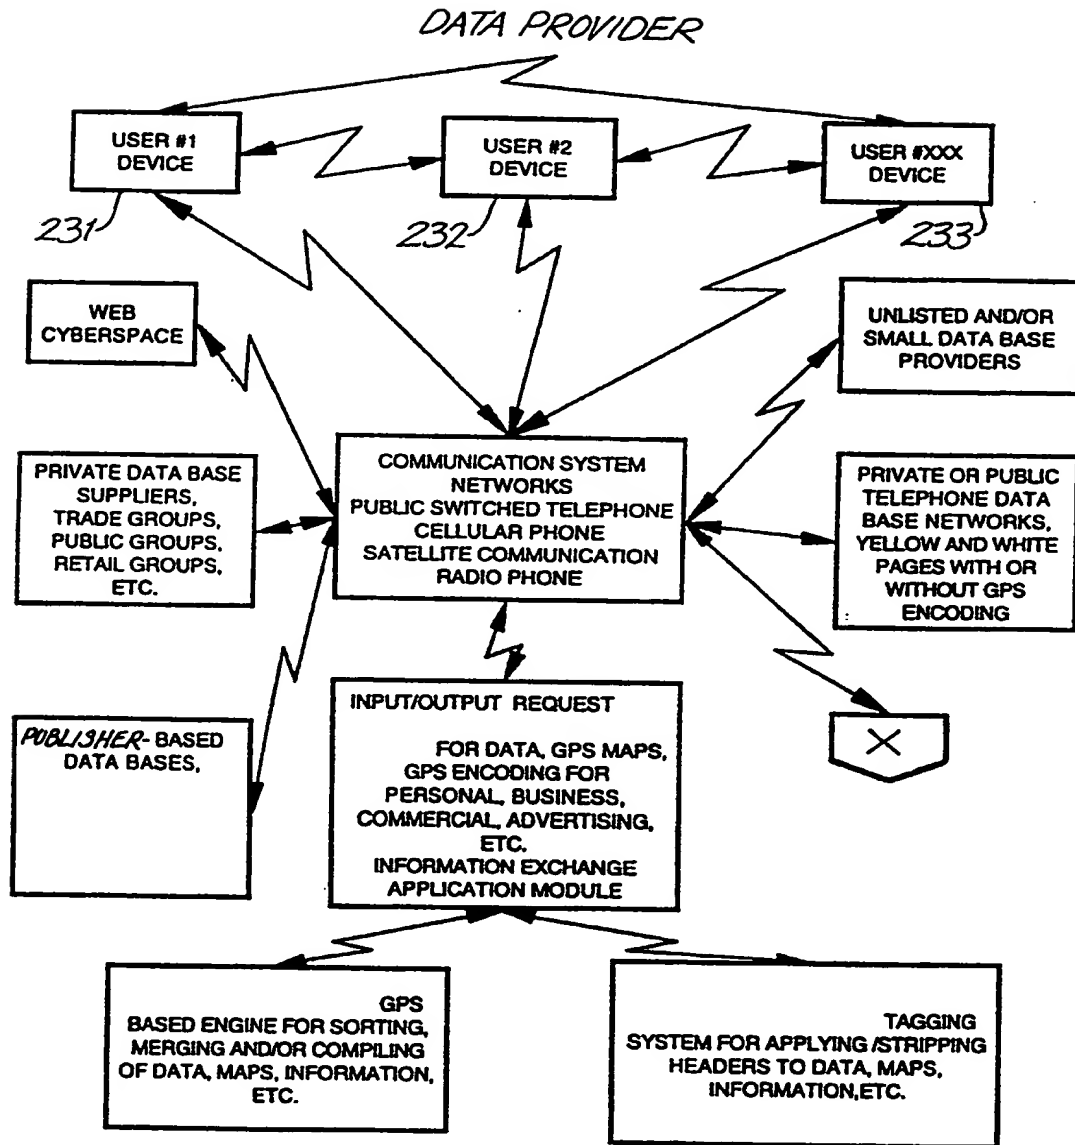 DATA PROVIDER
USER #1
DEVICE
USER #2
DEVICE
USER #XXX
DEVICE
231
232
233
WEB
CYBERSPACE
UNLISTED AND/OR
SMALL DATA BASE
PROVIDERS
PRIVATE DATA BASE
SUPPLIERS,
TRADE GROUPS,
PUBLIC GROUPS,
RETAIL GROUPS,
ETC.
COMMUNICATION SYSTEM
NETWORKS
PUBLIC SWITCHED TELEPHONE
CELLULAR PHONE
SATELLITE COMMUNICATION
RADIO PHONE
PRIVATE OR PUBLIC
TELEPHONE DATA
BASE NETWORKS,
YELLOW AND WHITE
PAGES WITH OR
WITHOUT GPS
ENCODING
PUBLISHER-BASED
DATA BASES,
INPUT/OUTPUT REQUEST
FOR DATA, GPS MAPS,
GPS ENCODING FOR
PERSONAL, BUSINESS,
COMMERCIAL, ADVERTISING,
ETC.
INFORMATION EXCHANGE
APPLICATION MODULE
X
GPS
BASED ENGINE FOR SORTING,
MERGING AND/OR COMPILING
OF DATA, MAPS, INFORMATION,
ETC.
TAGGING
SYSTEM FOR APPLYING /STRIPPING
HEADERS TO DATA, MAPS,
INFORMATION,ETC.